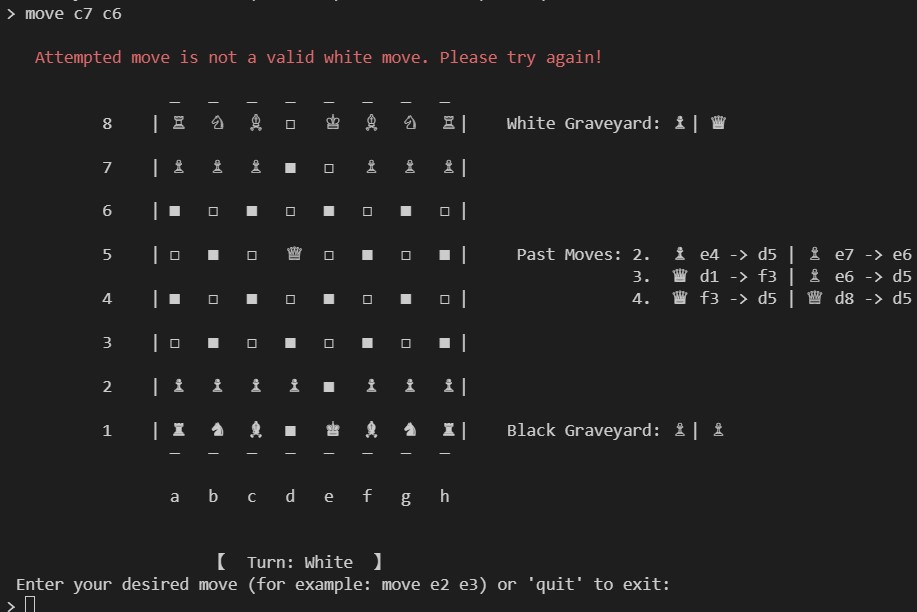 > move c7 c6
Attempted move is not a valid white move. Please try again!
_ _ _ _ _ _ _ _
8 | ♖ ♘ ♗ □ ♔ ♗ ♘ ♖ | White Graveyard: ♝ | ♛
7 | ♗ ♗ ♗ ■ □ ♗ ♗ ♗ |
6 | ■ □ ■ □ ■ □ ■ □ |
5 | □ ■ □ ♕ □ ■ □ ■ | Past Moves: 2. ♝ e4 -> d5 | ♗ e7 -> e6
3. ♛ d1 -> f3 | ♗ e6 -> d5
4 | ■ □ ■ □ ■ □ ■ □ | 4. ♛ f3 -> d5 | ♕ d8 -> d5
3 | □ ■ □ ■ □ ■ □ ■ |
2 | ♝ ♝ ♝ ♝ ■ ♝ ♝ ♝ |
1 | ♜ ♞ ♝ ■ ♚ ♝ ♞ ♜ | Black Graveyard: ♗ | ♗
_ _ _ _ _ _ _ _
a b c d e f g h
【 Turn: White 】
Enter your desired move (for example: move e2 e3) or 'quit' to exit:
>